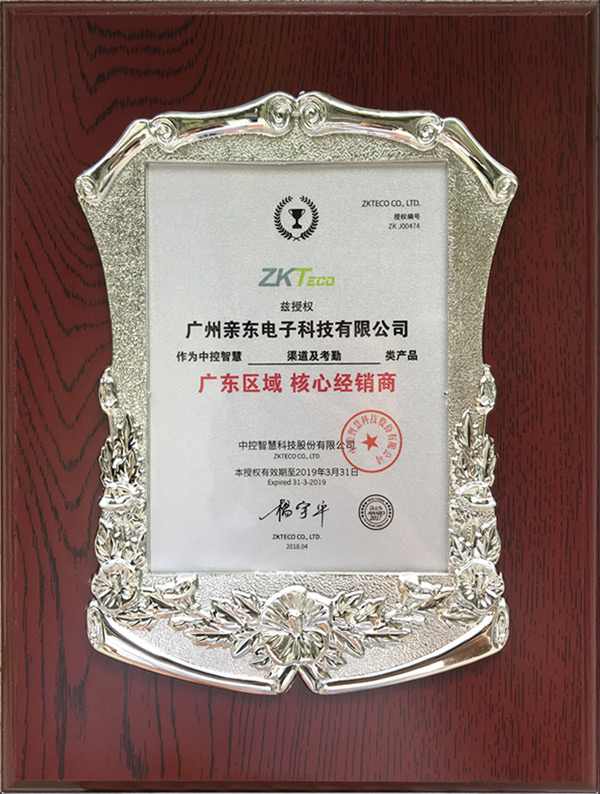 ZKTECO CO., LTD.
授权编号
ZK J00474
ZKTECO
兹授权
广州亲东电子科技有限公司
作为中控智慧 渠道及考勤 类产品
广东区域 核心经销商
中控智慧科技股份有限公司
ZKTECO CO., LTD
本授权有效期至2019年3月31日
Expired 31-3-2019
杨宇平
ZKTECO CO., LTD.
2018.04